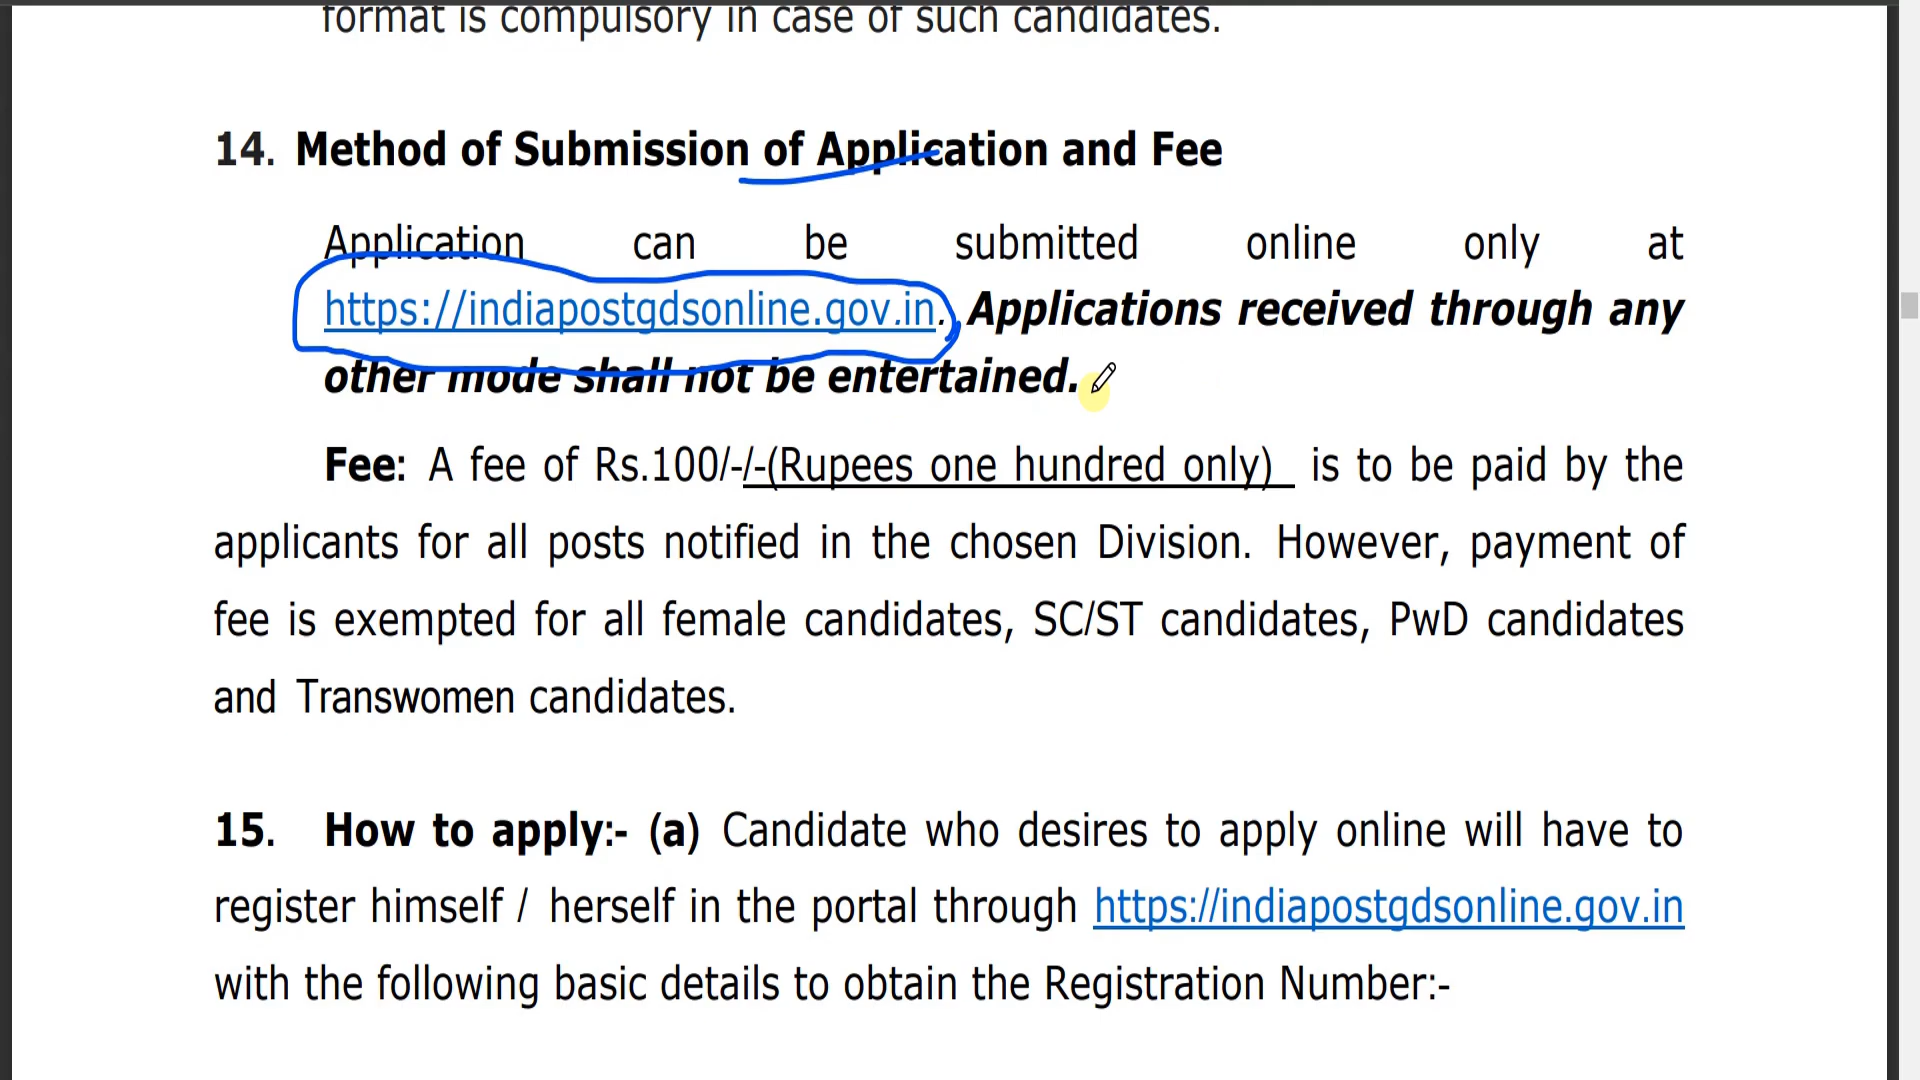 format is compulsory in case of such candidates.
14. Method of Submission of Application and Fee
Application can be submitted online only at
https://indiapostgdsonline.gov.in. Applications received through any
other mode shall not be entertained.
Fee: A fee of Rs.100/-/-(Rupees one hundred only) is to be paid by the
applicants for all posts notified in the chosen Division. However, payment of
fee is exempted for all female candidates, SC/ST candidates, PwD candidates
and Transwomen candidates.
15. How to apply:- (a) Candidate who desires to apply online will have to
register himself / herself in the portal through https://indiapostgdsonline.gov.in
with the following basic details to obtain the Registration Number:-